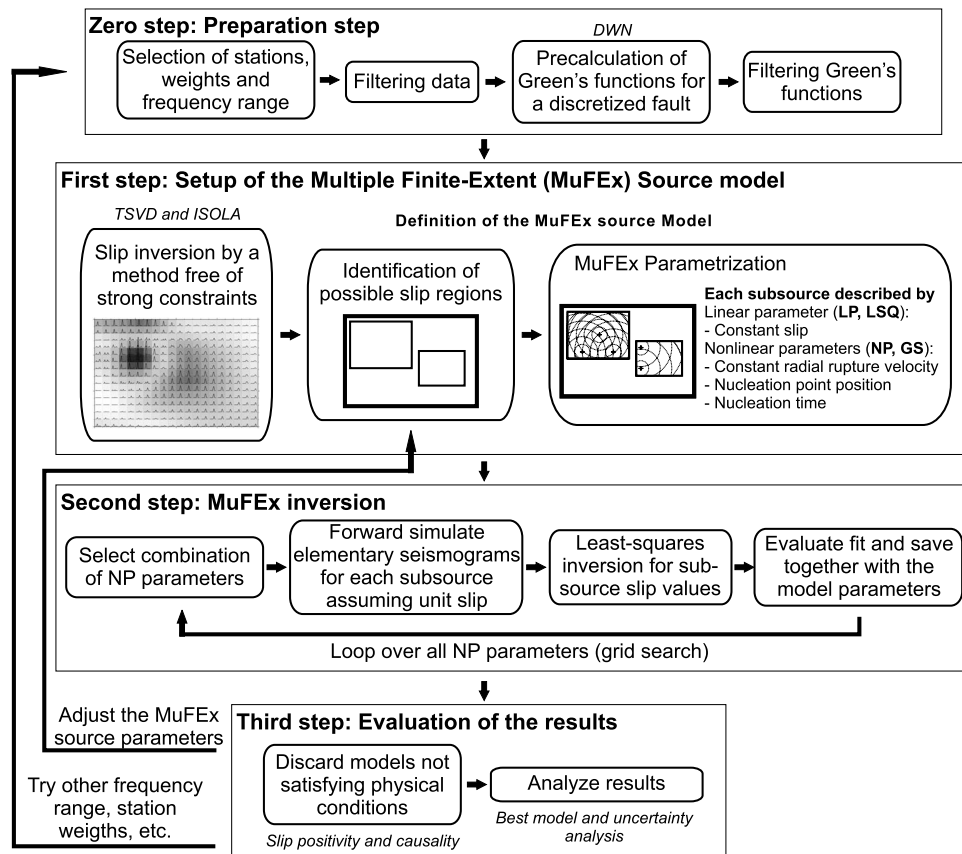 Zero step: Preparation step
DWN
Selection of stations,
weights and
frequency range
Filtering data
Precalculation of
Green's functions for
a discretized fault
Filtering Green's
functions
First step: Setup of the Multiple Finite-Extent (MuFEx) Source model
TSVD and ISOLA
Definition of the MuFEx source Model
Slip inversion by a
method free of
strong constraints
Identification of
possible slip regions
MuFEx Parametrization
Each subsource described by
Linear parameter (LP, LSQ):
- Constant slip
Nonlinear parameters (NP, GS):
- Constant radial rupture velocity
- Nucleation point position
- Nucleation time
Second step: MuFEx inversion
Select combination
of NP parameters
Forward simulate
elementary seismograms
for each subsource
assuming unit slip
Least-squares
inversion for sub-
source slip values
Evaluate fit and save
together with the
model parameters
Loop over all NP parameters (grid search)
Adjust the MuFEx
source parameters
Try other frequency
range, station
weigths, etc.
Third step: Evaluation of the results
Discard models not
satisfying physical
conditions
Slip positivity and causality
Analyze results
Best model and uncertainty
analysis